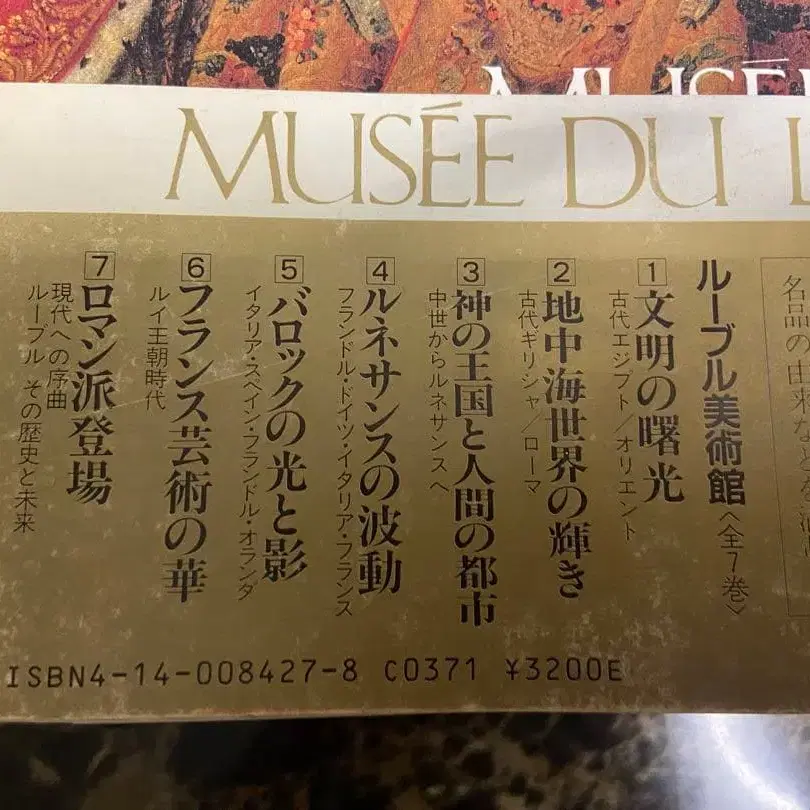 MUSÉE
MUSÉE DU L
ルーブル美術館〈全7巻〉
1 文明の曙光
古代エジプト／オリエント
2 地中海世界の輝き
古代ギリシャ／ローマ
3 神の王国と人間の都市
中世からルネサンスへ
4 ルネサンスの波動
フランドル・ドイツ・イタリア・フランス
5 バロックの光と影
イタリア・スペイン・フランドル・オランダ
6 フランス芸術の華
ルイ王朝時代
7 ロマン派登場
現代への序曲
ルーブル その歴史と未来
ISBN4-14-008427-8 C0371 ¥3200E